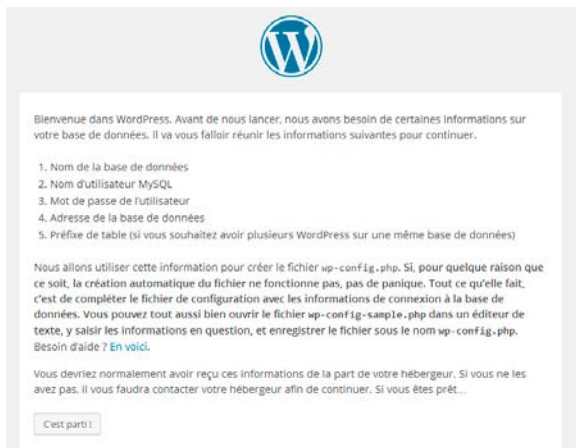 Bienvenue dans WordPress. Avant de nous lancer, nous avons besoin de certaines informations sur
votre base de données. Il va vous falloir réunir les informations suivantes pour continuer.
1. Nom de la base de données
2. Nom d'utilisateur MySQL
3. Mot de passe de l'utilisateur
4. Adresse de la base de données
5. Préfixe de table (si vous souhaitez avoir plusieurs WordPress sur une même base de données)
Nous allons utiliser cette information pour créer le fichier wp-config.php. Si, pour quelque raison que
ce soit, la création automatique du fichier ne fonctionne pas, pas de panique. Tout ce qu'elle fait,
c'est de compléter le fichier de configuration avec les informations de connexion à la base de
données. Vous pouvez tout aussi bien ouvrir le fichier wp-config-sample.php dans un éditeur de
texte, y saisir les informations en question, et enregistrer le fichier sous le nom wp-config.php.
Besoin d'aide ? En voici.
Vous devriez normalement avoir reçu ces informations de la part de votre hébergeur. Si vous ne les
avez pas, il vous faudra contacter votre hébergeur afin de continuer. Si vous êtes prêt…
C'est parti !